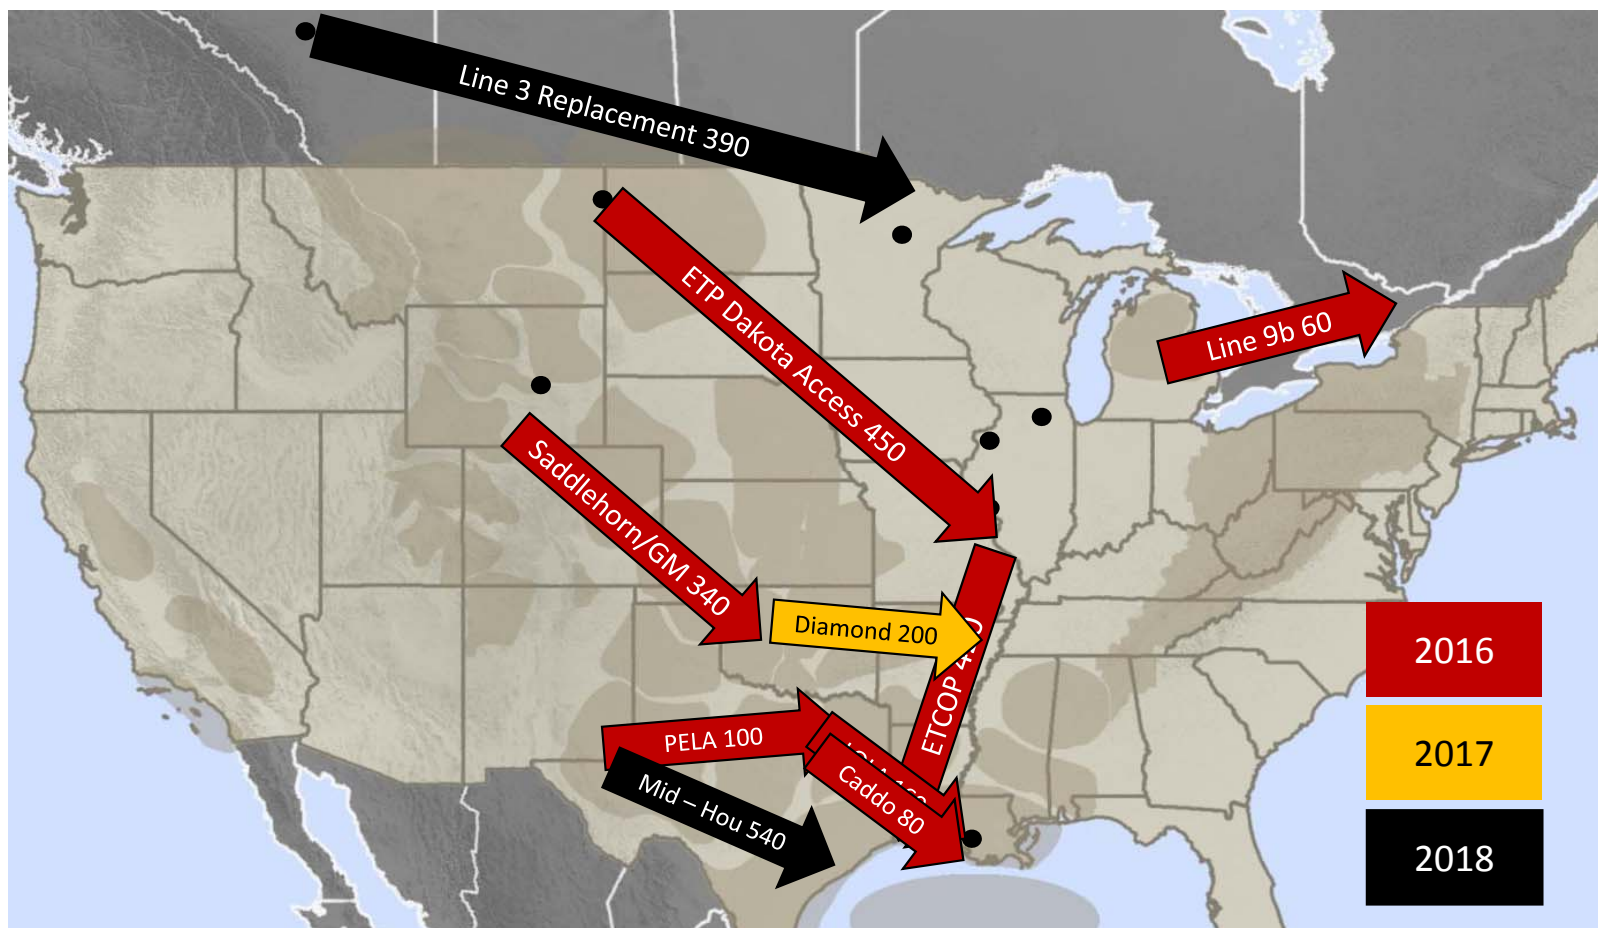 Line 3 Replacement 390
ETP Dakota Access 450
Line 9b 60
Saddlehorn/GM 340
Diamond 200
ETCOP
PELA 100
Caddo 80
Mid – Hou 540
2016
2017
2018